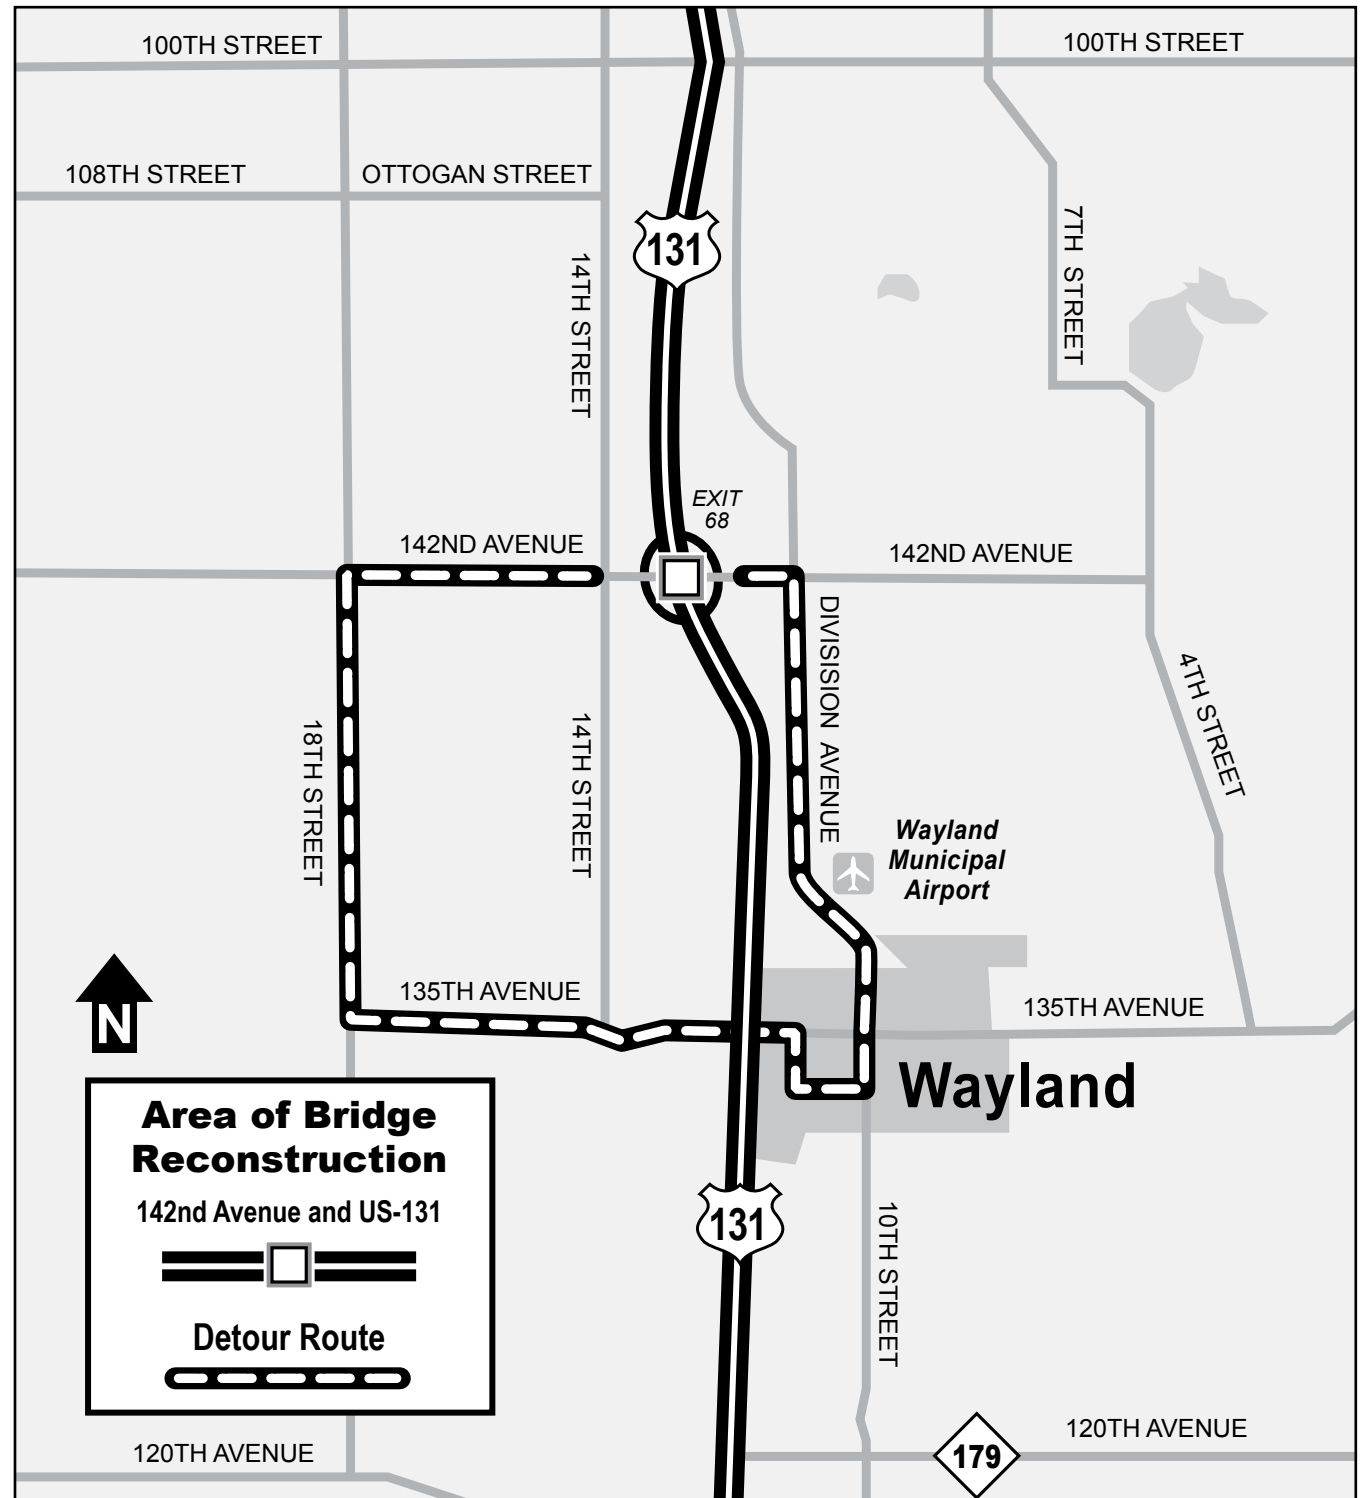 100TH STREET
100TH STREET
108TH STREET
OTTOGAN STREET
131
7TH STREET
14TH STREET
EXIT
68
142ND AVENUE
142ND AVENUE
DIVISISION AVENUE
4TH STREET
18TH STREET
14TH STREET
Wayland
Municipal
Airport
135TH AVENUE
135TH AVENUE
N
Wayland
Area of Bridge
Reconstruction
142nd Avenue and US-131
Detour Route
131
10TH STREET
120TH AVENUE
179
120TH AVENUE